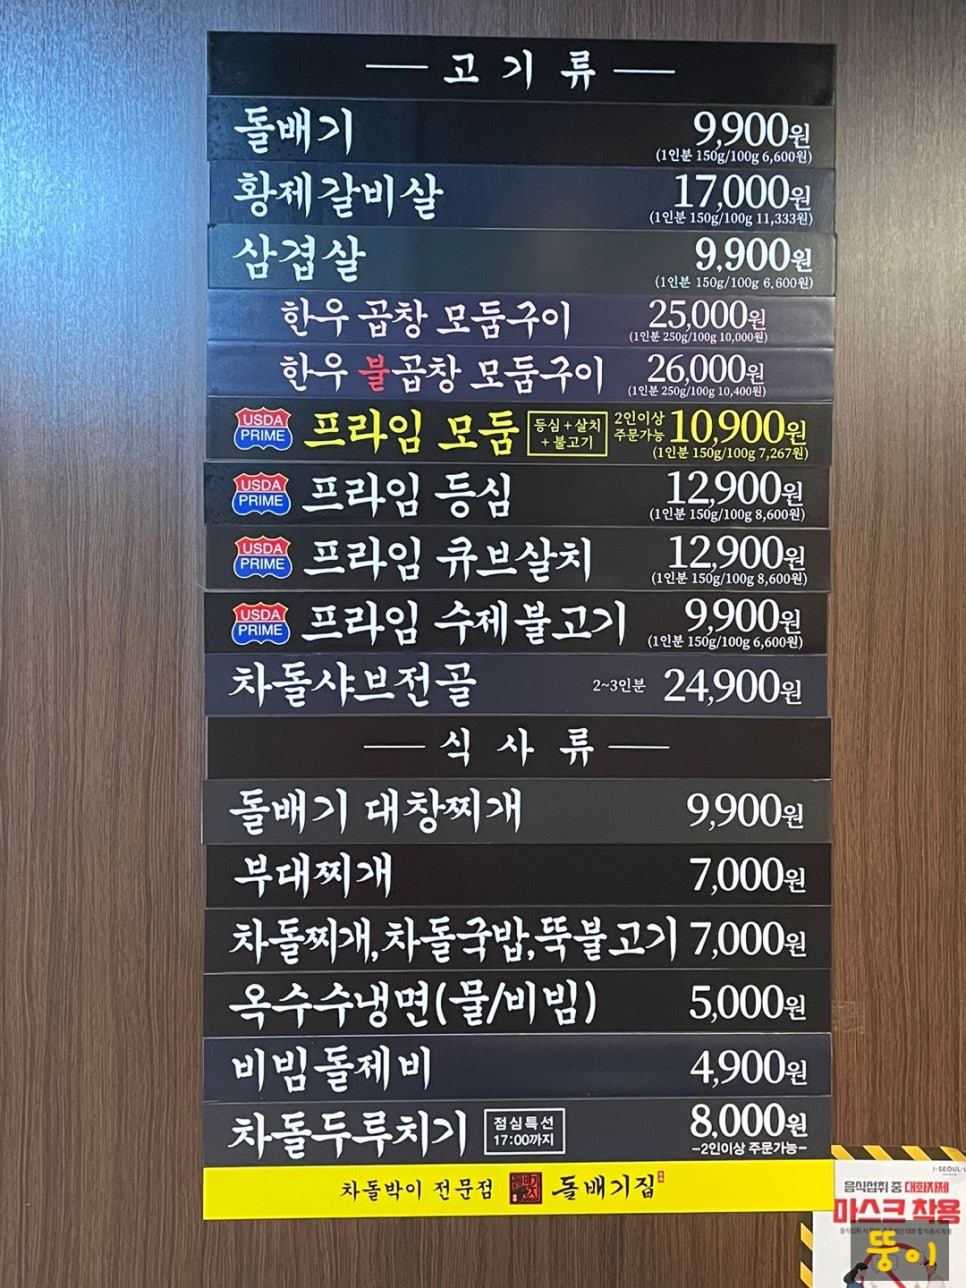 고기류
돌배기 9,900원
(1인분 150g/100g 6,600원)
황제갈비살 17,000원
(1인분 150g/100g 11,333원)
삼겹살 9,900원
(1인분 150g/100g 6,600원)
한우 곱창 모둠구이 25,000원
(1인분 250g/100g 10,000원)
한우 불곱창 모둠구이 26,000원
(1인분 250g/100g 10,400원)
USDA PRIME 프라임 모둠 등심+살치+불고기 2인이상 주문가능 10,900원
(1인분 150g/100g 7,267원)
USDA PRIME 프라임 등심 12,900원
(1인분 150g/100g 8,600원)
USDA PRIME 프라임 큐브살치 12,900원
(1인분 150g/100g 8,600원)
USDA PRIME 프라임 수제불고기 9,900원
(1인분 150g/100g 6,600원)
차돌샤브전골 2~3인분 24,900원
식사류
돌배기 대창찌개 9,900원
부대찌개 7,000원
차돌찌개,차돌국밥,뚝불고기 7,000원
옥수수냉면(물/비빔) 5,000원
비빔돌제비 4,900원
차돌두루치기 점심특선 17:00까지 8,000원
-2인이상 주문가능-
차돌박이 전문점 돌배기집
I·SEOUL·U
음식섭취 중 대화자제
마스크 착용
뚱이